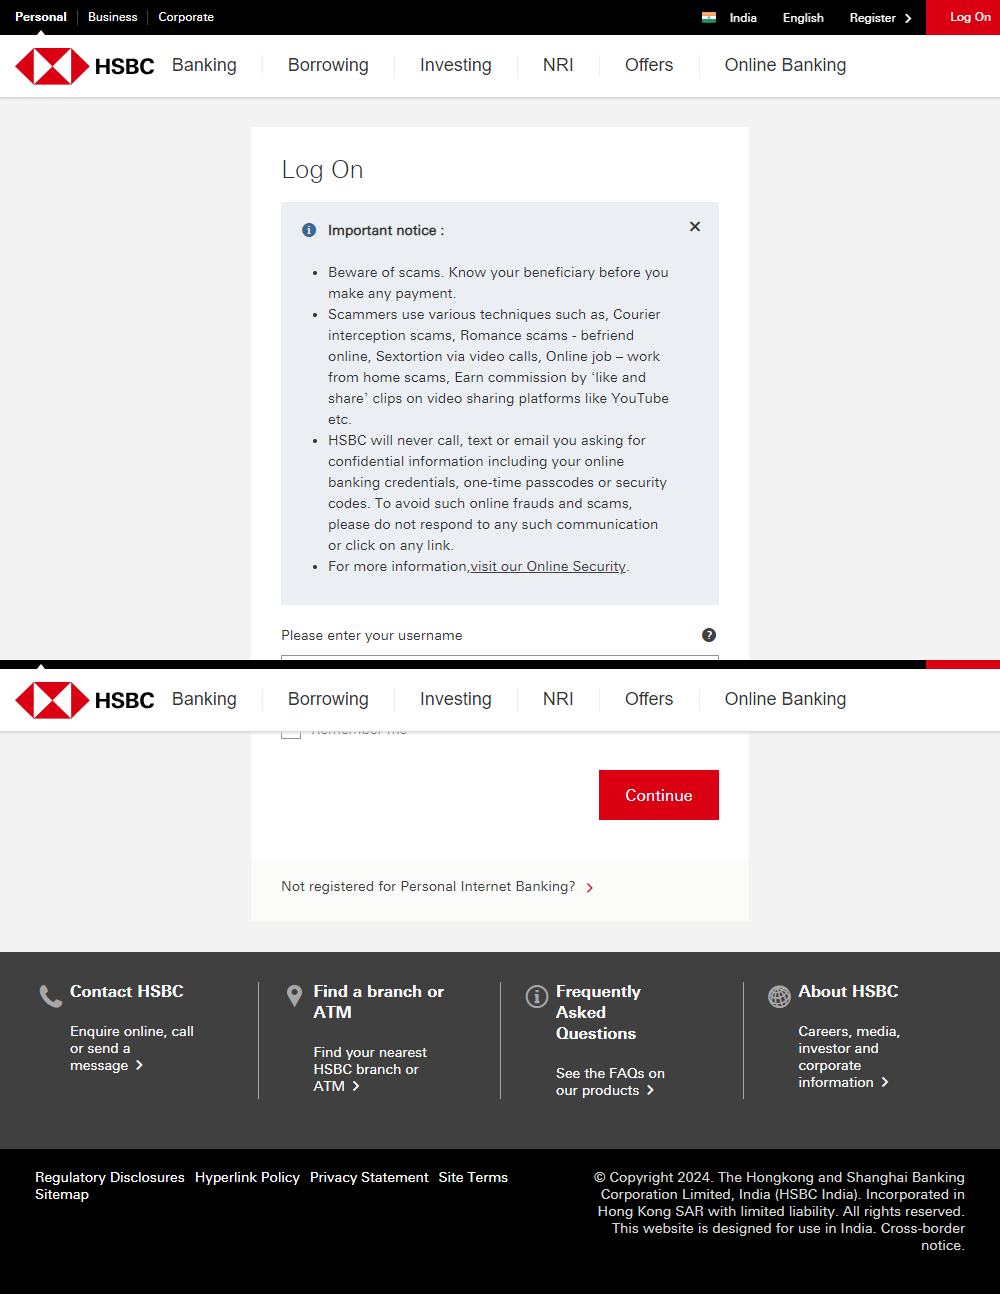 Personal Business Corporate India English Register Log On
HSBC Banking Borrowing Investing NRI Offers Online Banking
Log On
Important notice :
Beware of scams. Know your beneficiary before you
make any payment.
Scammers use various techniques such as, Courier
interception scams, Romance scams - befriend
online, Sextortion via video calls, Online job – work
from home scams, Earn commission by ‘like and
share’ clips on video sharing platforms like YouTube
etc.
HSBC will never call, text or email you asking for
confidential information including your online
banking credentials, one-time passcodes or security
codes. To avoid such online frauds and scams,
please do not respond to any such communication
or click on any link.
For more information,visit our Online Security.
Please enter your username
HSBC Banking Borrowing Investing NRI Offers Online Banking
Remember me
Continue
Not registered for Personal Internet Banking?
Contact HSBC
Enquire online, call
or send a
message
Find a branch or
ATM
Find your nearest
HSBC branch or
ATM
Frequently
Asked
Questions
See the FAQs on
our products
About HSBC
Careers, media,
investor and
corporate
information
Regulatory Disclosures Hyperlink Policy Privacy Statement Site Terms
Sitemap
© Copyright 2024. The Hongkong and Shanghai Banking
Corporation Limited, India (HSBC India). Incorporated in
Hong Kong SAR with limited liability. All rights reserved.
This website is designed for use in India. Cross-border
notice.